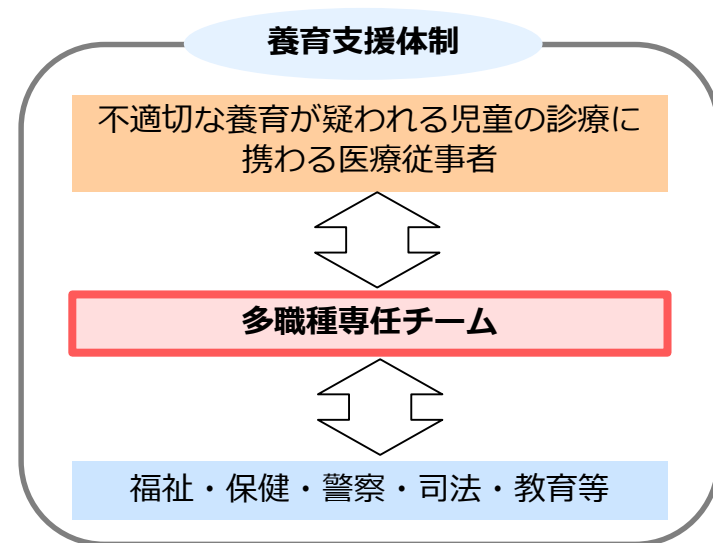 養育支援体制
不適切な養育が疑われる児童の診療に
携わる医療従事者
多職種専任チーム
福祉・保健・警察・司法・教育等